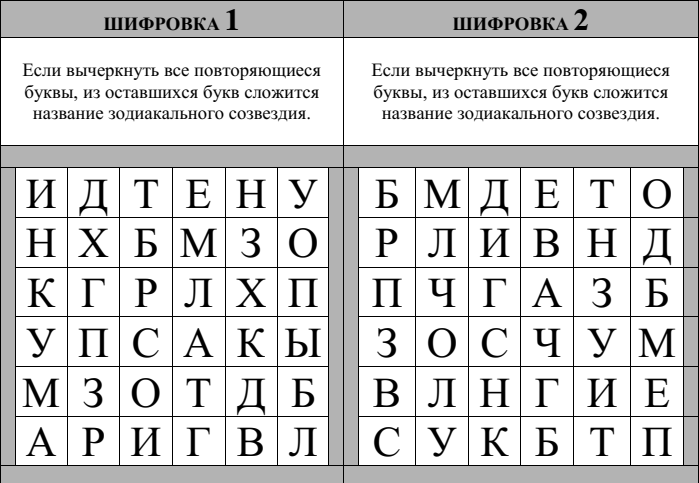 ШИФРОВКА 1
Если вычеркнуть все повторяющиеся
буквы, из оставшихся букв сложится
название зодиакального созвездия.
И Д Т Е Н У
Н Х Б М З О
К Г Р Л Х П
У П С А К Ы
М З О Т Д Б
А Р И Г В Л
ШИФРОВКА 2
Если вычеркнуть все повторяющиеся
буквы, из оставшихся букв сложится
название зодиакального созвездия.
Б М Д Е Т О
Р Л И В Н Д
П Ч Г А З Б
З О С Ч У М
В Л Н Г И Е
С У К Б Т П